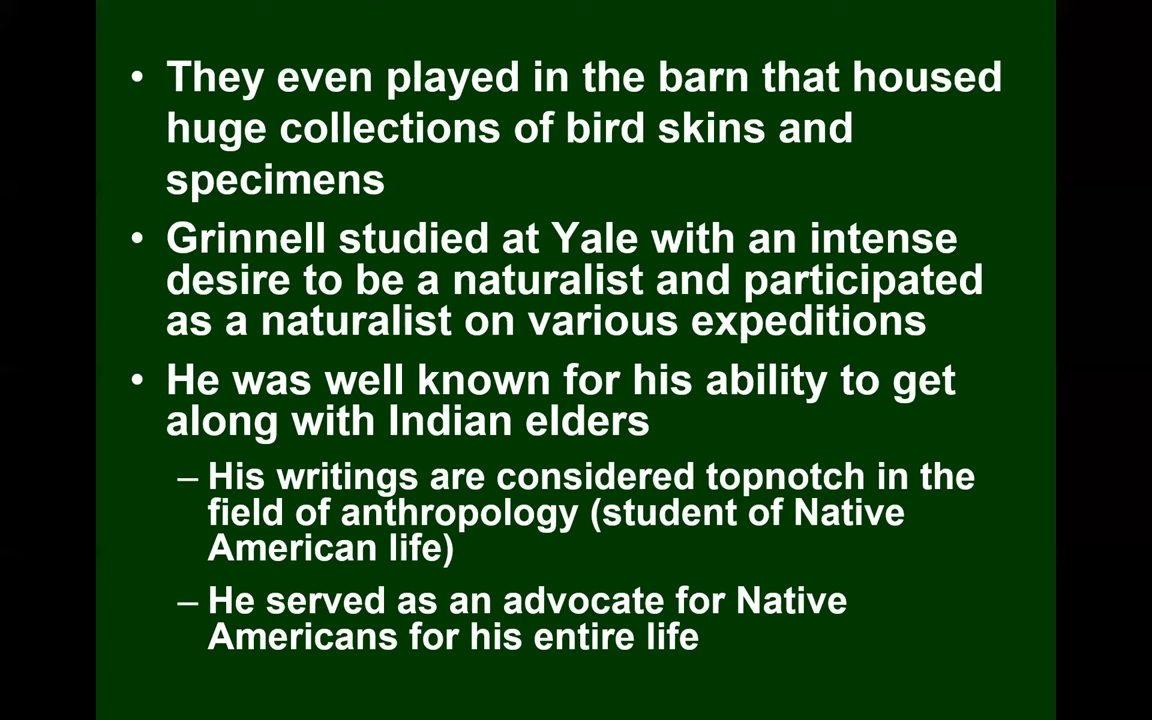 • They even played in the barn that housed
huge collections of bird skins and
specimens
• Grinnell studied at Yale with an intense
desire to be a naturalist and participated
as a naturalist on various expeditions
• He was well known for his ability to get
along with Indian elders
– His writings are considered topnotch in the
field of anthropology (student of Native
American life)
– He served as an advocate for Native
Americans for his entire life